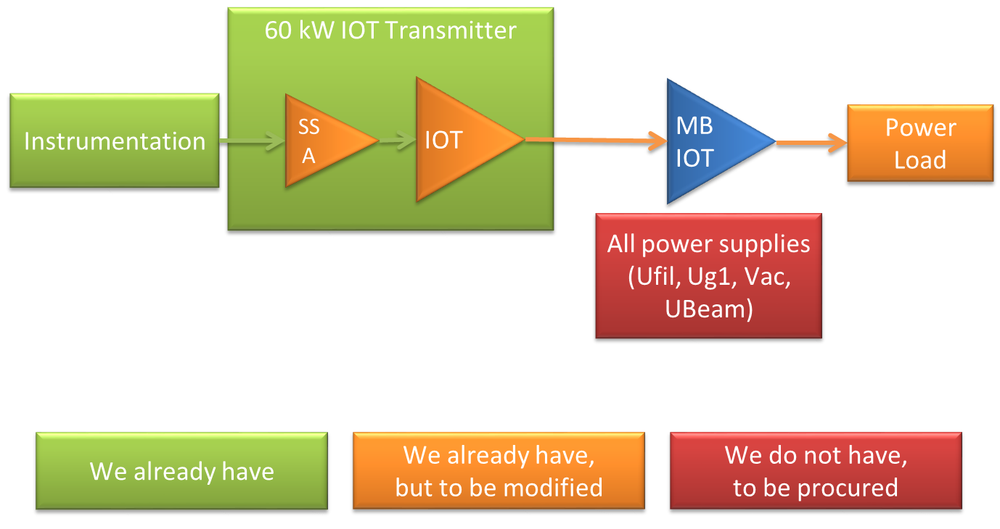 60 kW IOT Transmitter
Instrumentation
SS
A
IOT
MB
IOT
Power
Load
All power supplies
(Ufil, Ug1, Vac,
UBeam)
We already have
We already have,
but to be modified
We do not have,
to be procured